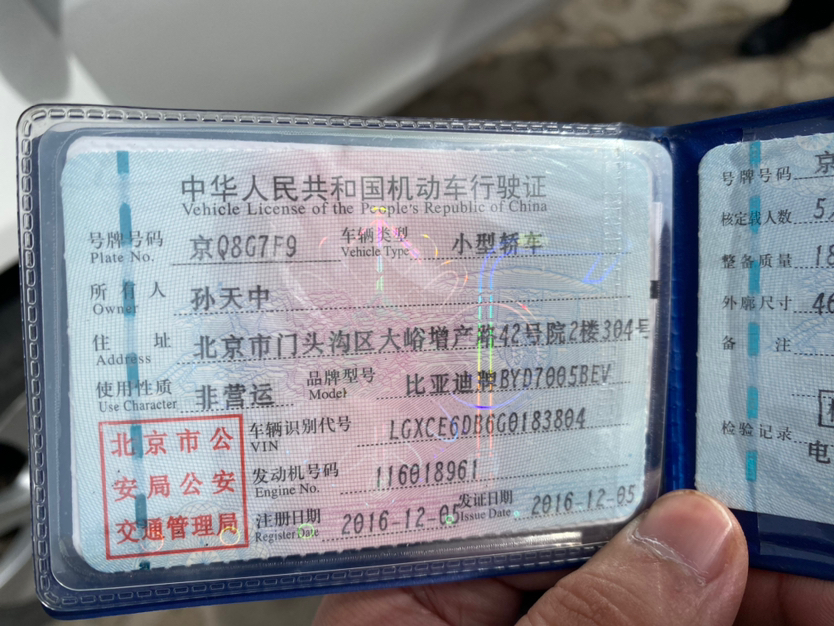 中华人民共和国机动车行驶证
Vehicle License of the People's Republic of China
号牌号码 京Q8G7F9 车辆类型 小型轿车
Plate No. Vehicle Type
所有人 孙天中
Owner
住址 北京市门头沟区大峪增产路42号院2楼304号
Address
使用性质 非营运 品牌型号 比亚迪牌BYD7005BEV
Use Character Model
车辆识别代号 LGXCE6DB6G0183804
VIN
发动机号码 116018961
Engine No.
注册日期 2016-12-05 发证日期 2016-12-05
Register Date Issue Date
北京市公
安局公安
交通管理局
号牌号码 京
核定载人数
整备质量
外廓尺寸
备注
检验记录
电